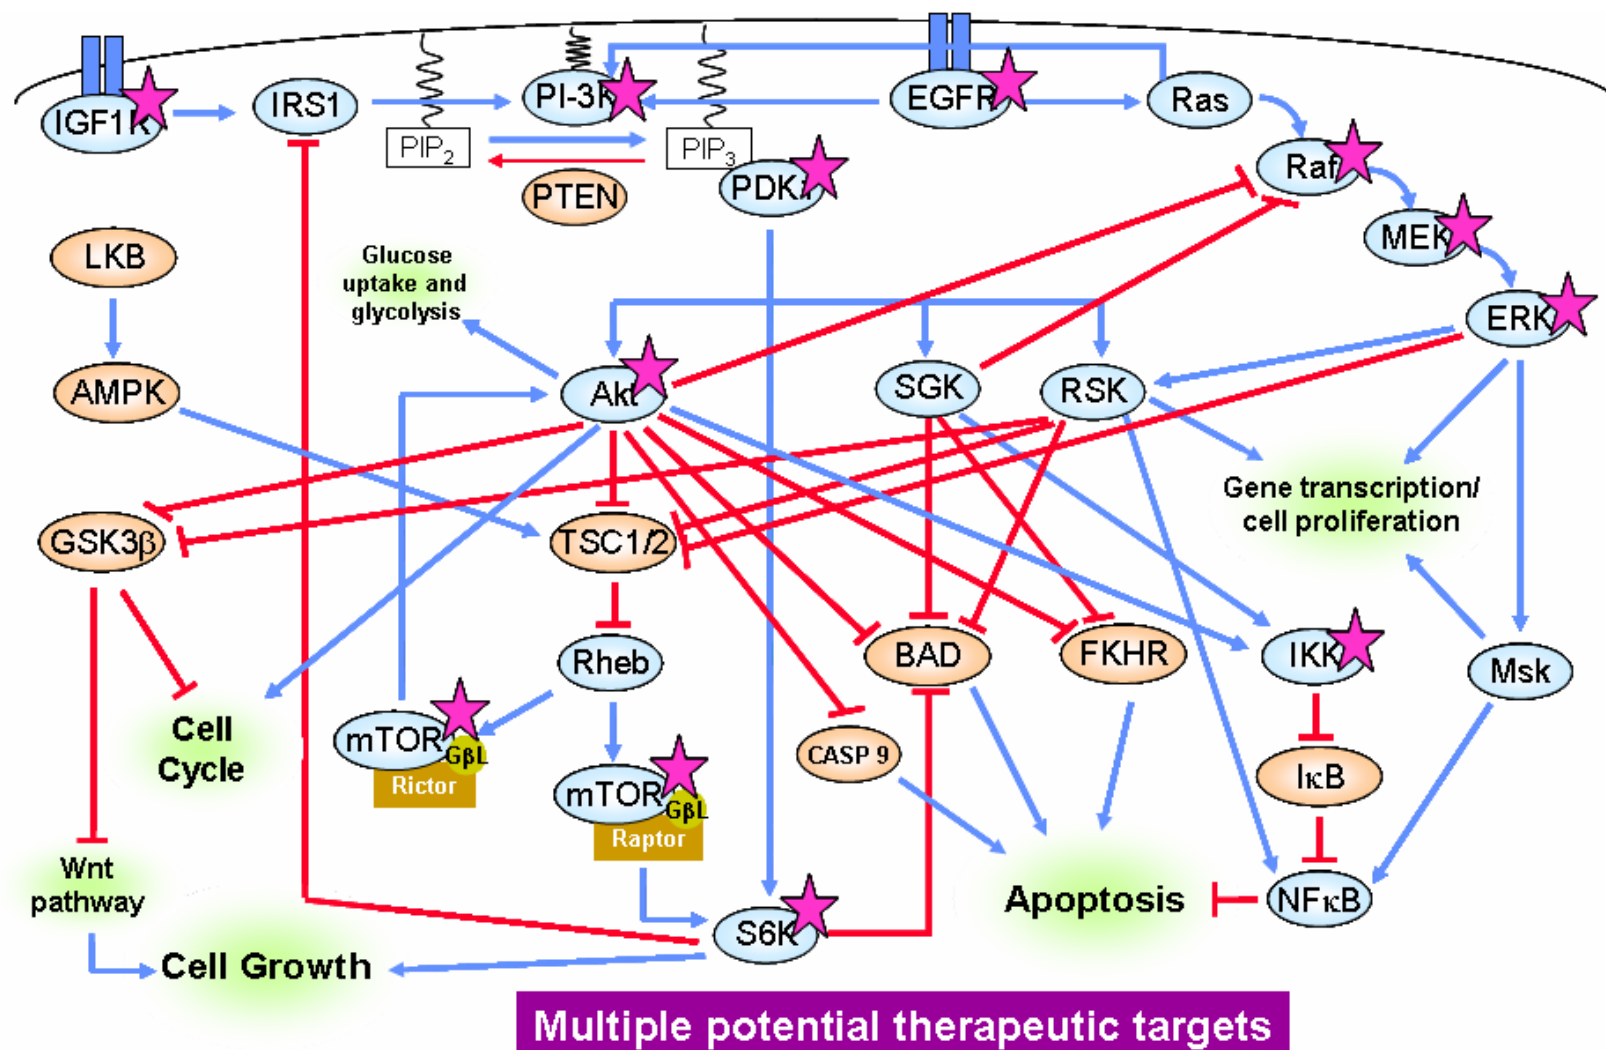 IGF1R
IRS1
PI-3K
EGFR
Ras
PIP2
PIP3
Raf
PTEN
PDK1
MEK
LKB
Glucose
uptake and
glycolysis
ERK
AMPK
Akt
SGK
RSK
Gene transcription/
cell proliferation
GSK3β
TSC1/2
Rheb
BAD
FKHR
IKK
Msk
Cell
Cycle
mTOR
GβL
Rictor
CASP 9
IκB
mTOR
GβL
Raptor
Wnt
pathway
Apoptosis
NFκB
S6K
Cell Growth
Multiple potential therapeutic targets